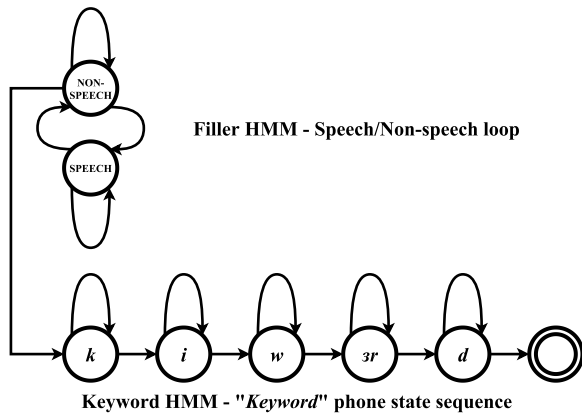 NON-
SPEECH
Filler HMM - Speech/Non-speech loop
SPEECH
k i w ɜr d
Keyword HMM - "Keyword" phone state sequence